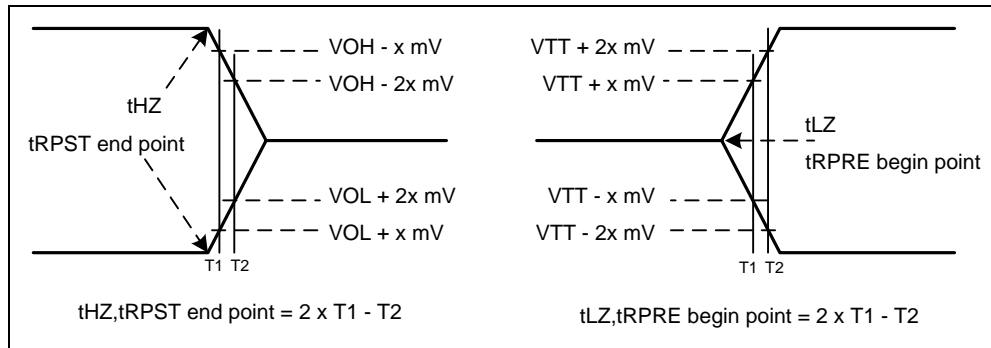 VOH - x mV
VOH - 2x mV
tHZ
tRPST end point
VOL + 2x mV
VOL + x mV
T1 T2
tHZ,tRPST end point = 2 x T1 - T2
VTT + 2x mV
VTT + x mV
tLZ
tRPRE begin point
VTT - x mV
VTT - 2x mV
T1 T2
tLZ,tRPRE begin point = 2 x T1 - T2